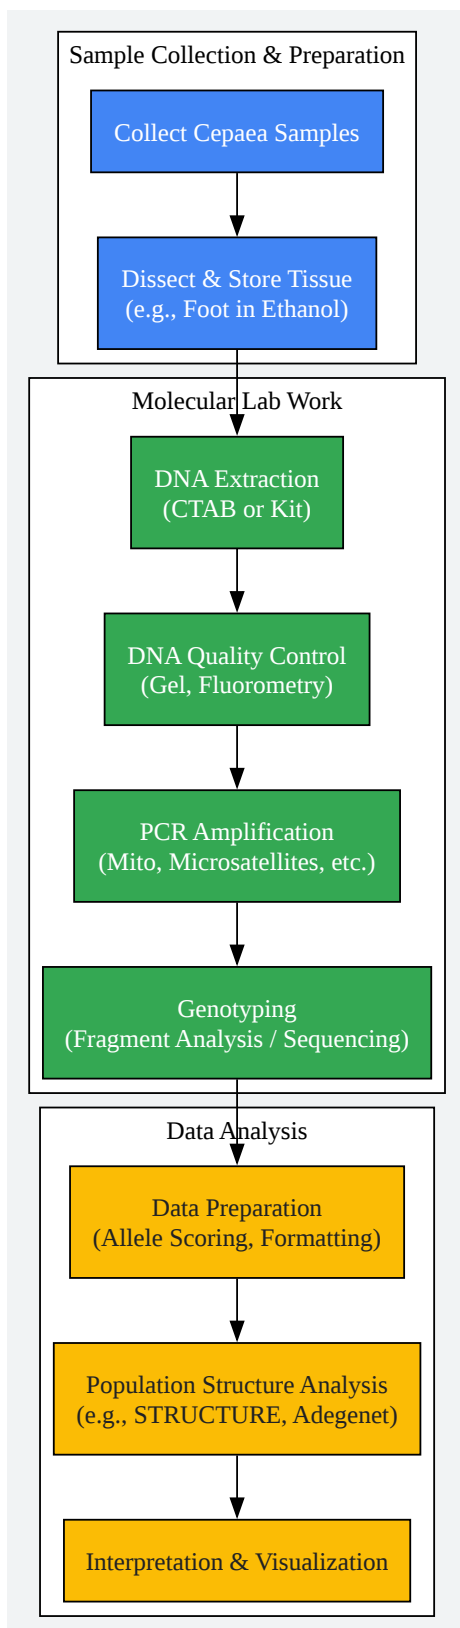 Sample Collection & Preparation
Collect Cepaea Samples
Dissect & Store Tissue
(e.g., Foot in Ethanol)
Molecular Lab Work
DNA Extraction
(CTAB or Kit)
DNA Quality Control
(Gel, Fluorometry)
PCR Amplification
(Mito, Microsatellites, etc.)
Genotyping
(Fragment Analysis / Sequencing)
Data Analysis
Data Preparation
(Allele Scoring, Formatting)
Population Structure Analysis
(e.g., STRUCTURE, Adegenet)
Interpretation & Visualization